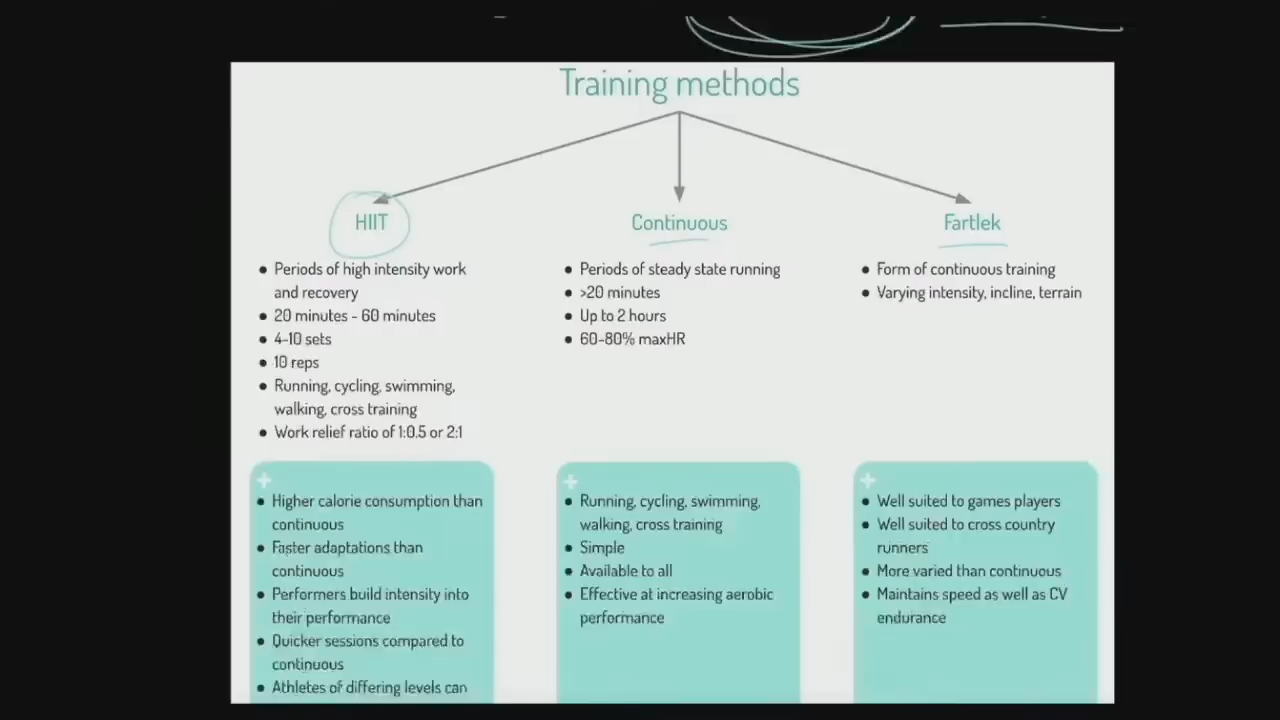 Training methods
HIIT
● Periods of high intensity work
and recovery
● 20 minutes - 60 minutes
● 4-10 sets
● 10 reps
● Running, cycling, swimming,
walking, cross training
● Work relief ratio of 1:0.5 or 2:1
+
● Higher calorie consumption than
continuous
● Faster adaptations than
continuous
● Performers build intensity into
their performance
● Quicker sessions compared to
continuous
● Athletes of differing levels can
Continuous
● Periods of steady state running
● >20 minutes
● Up to 2 hours
● 60-80% maxHR
+
● Running, cycling, swimming,
walking, cross training
● Simple
● Available to all
● Effective at increasing aerobic
performance
Fartlek
● Form of continuous training
● Varying intensity, incline, terrain
+
● Well suited to games players
● Well suited to cross country
runners
● More varied than continuous
● Maintains speed as well as CV
endurance